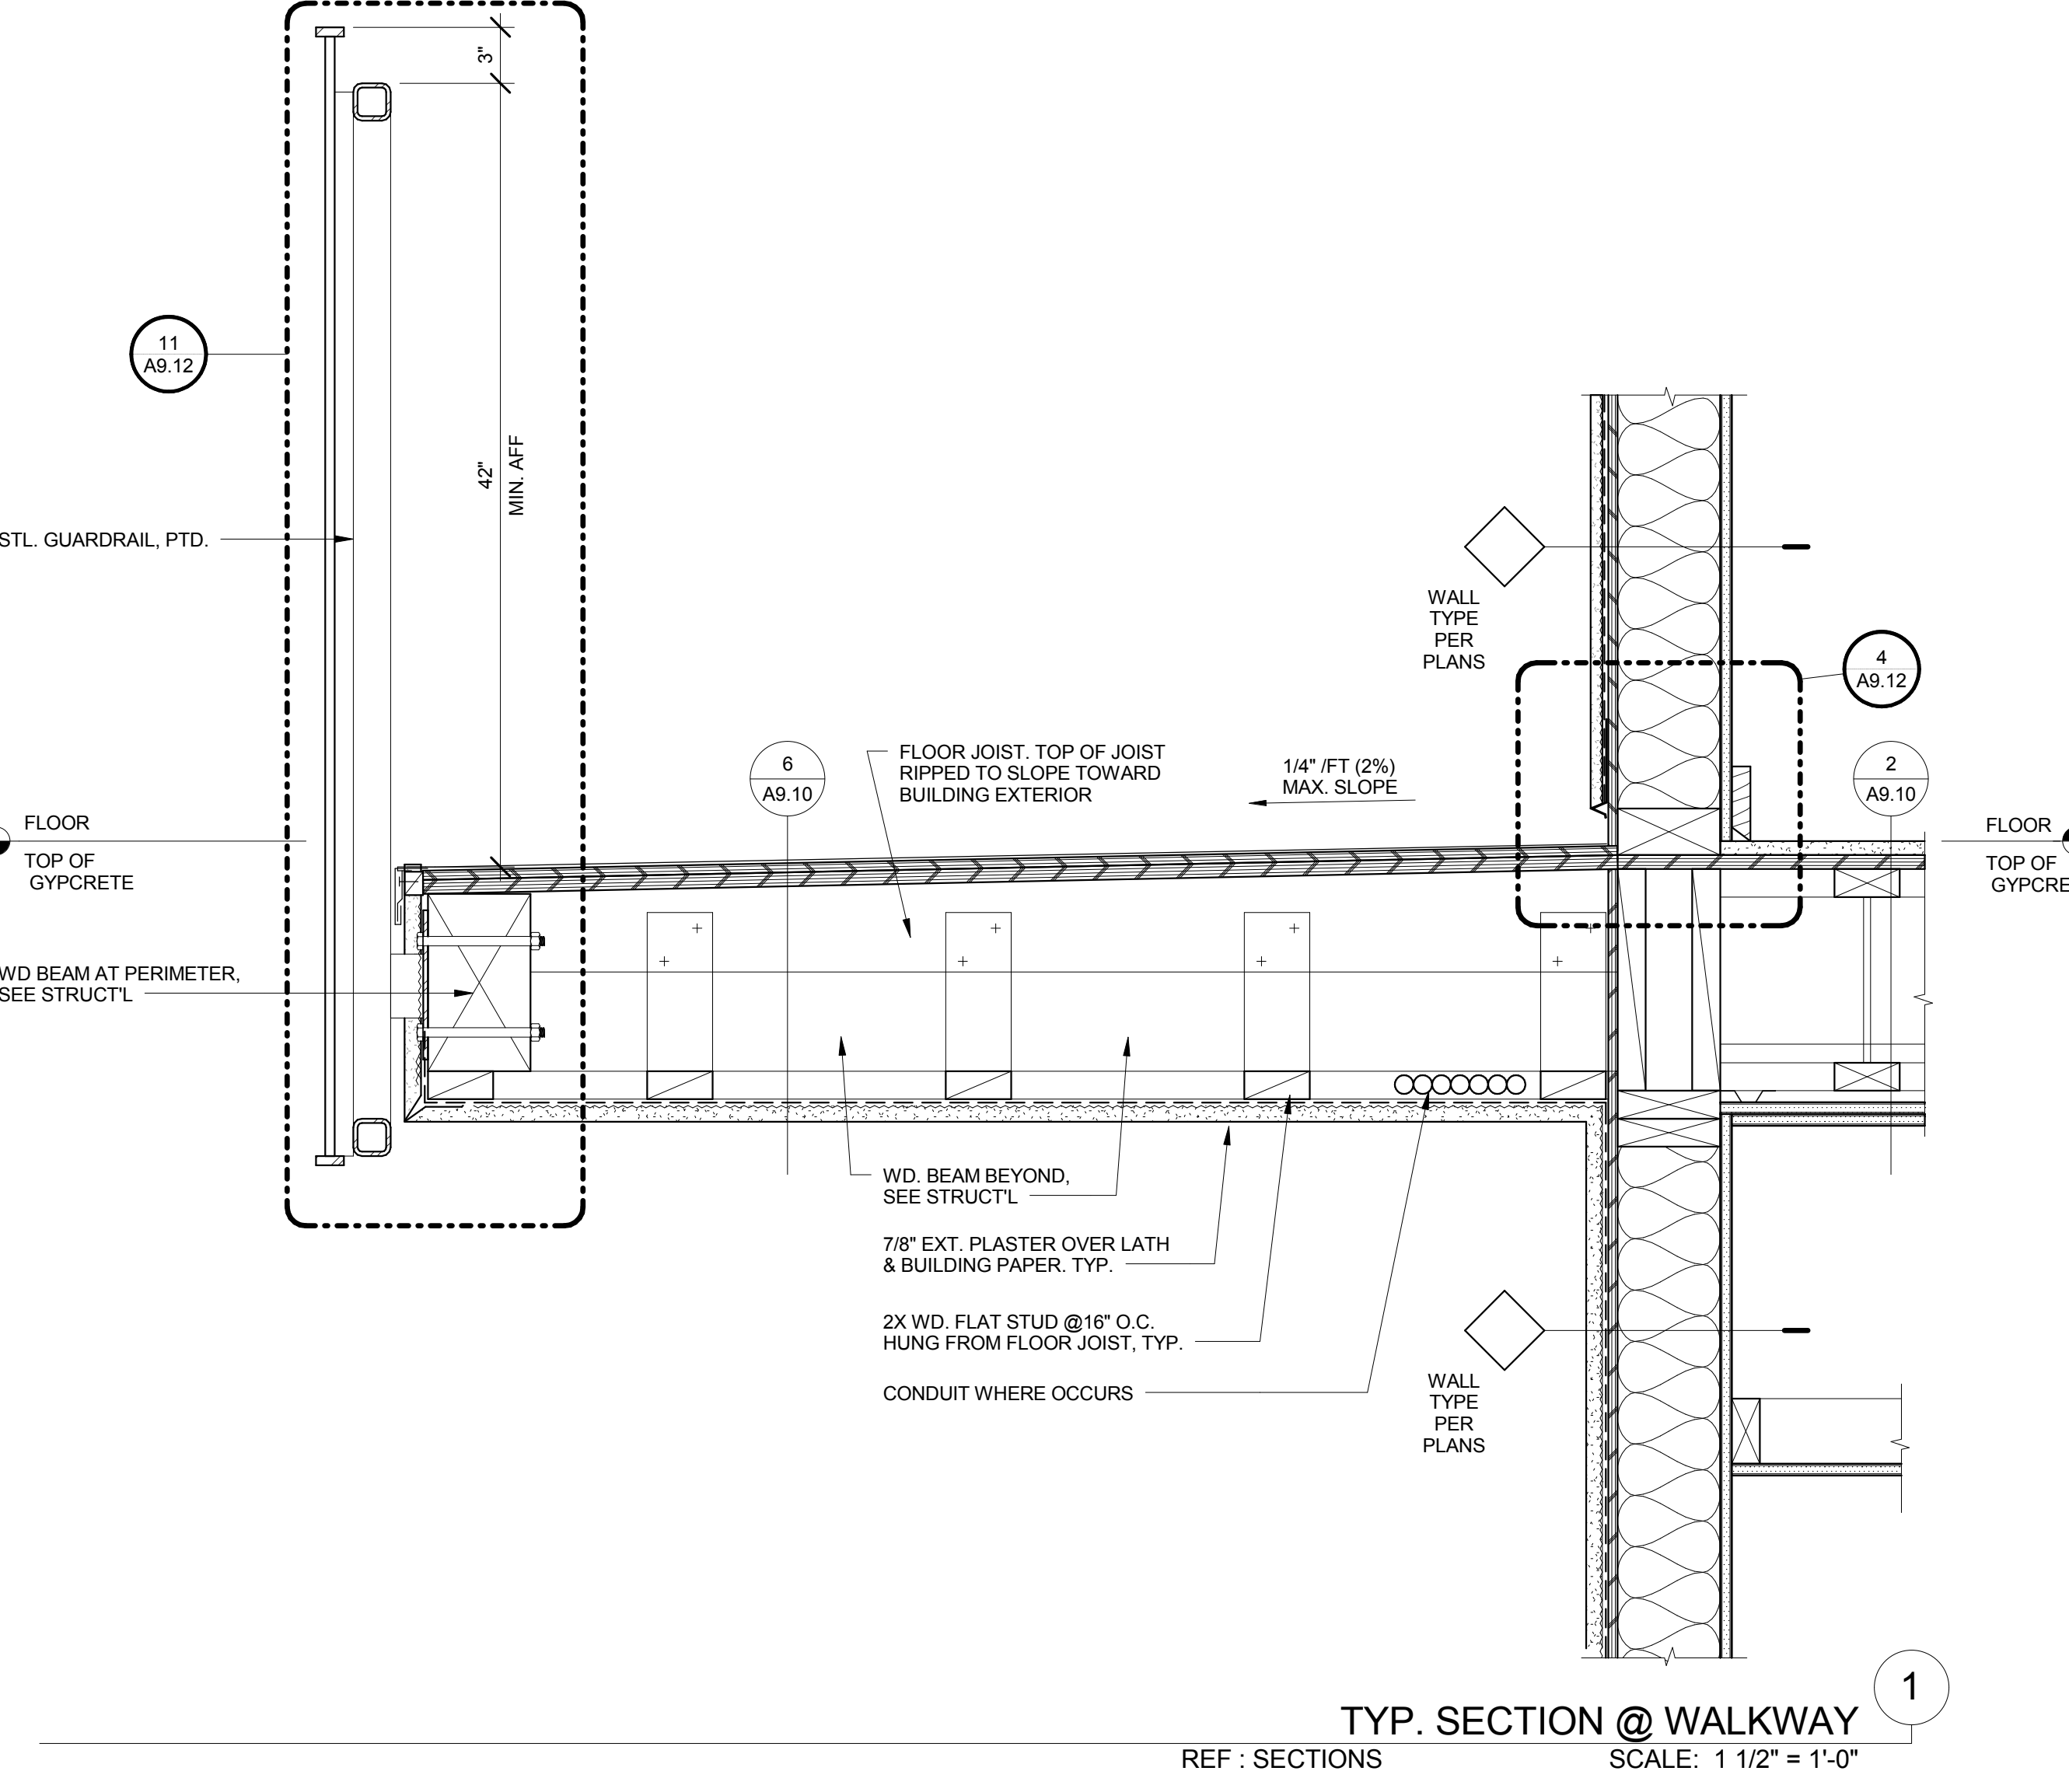 3"
42"
MIN. AFF
11
A9.12
STL. GUARDRAIL, PTD.
WALL
TYPE
PER
PLANS
4
A9.12
6
A9.10
FLOOR JOIST. TOP OF JOIST
RIPPED TO SLOPE TOWARD
BUILDING EXTERIOR
1/4" /FT (2%)
MAX. SLOPE
2
A9.10
FLOOR
TOP OF
GYPCRETE
FLOOR
TOP OF
GYPCRE
WD BEAM AT PERIMETER,
SEE STRUCT'L
WD. BEAM BEYOND,
SEE STRUCT'L
7/8" EXT. PLASTER OVER LATH
& BUILDING PAPER. TYP.
2X WD. FLAT STUD @16" O.C.
HUNG FROM FLOOR JOIST, TYP.
CONDUIT WHERE OCCURS
WALL
TYPE
PER
PLANS
1
TYP. SECTION @ WALKWAY
REF : SECTIONS
SCALE: 1 1/2" = 1'-0"